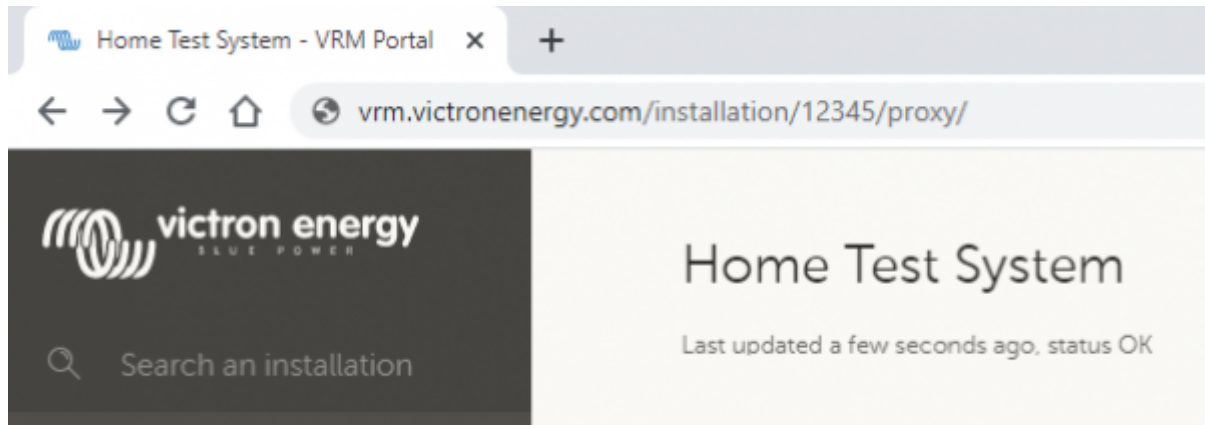 Home Test System - VRM Portal
vrm.victronenergy.com/installation/12345/proxy/
victron energy
BLUE POWER
Home Test System
Last updated a few seconds ago, status OK
Search an installation